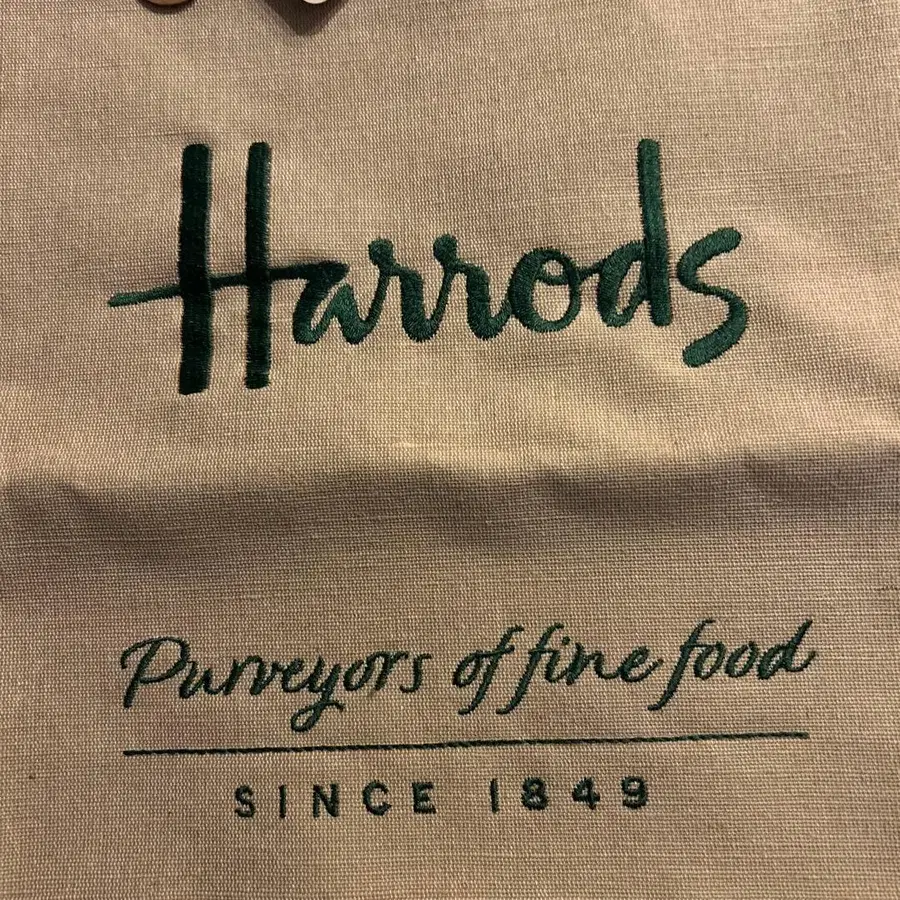 Harrods
Purveyors of fine food
SINCE 1849